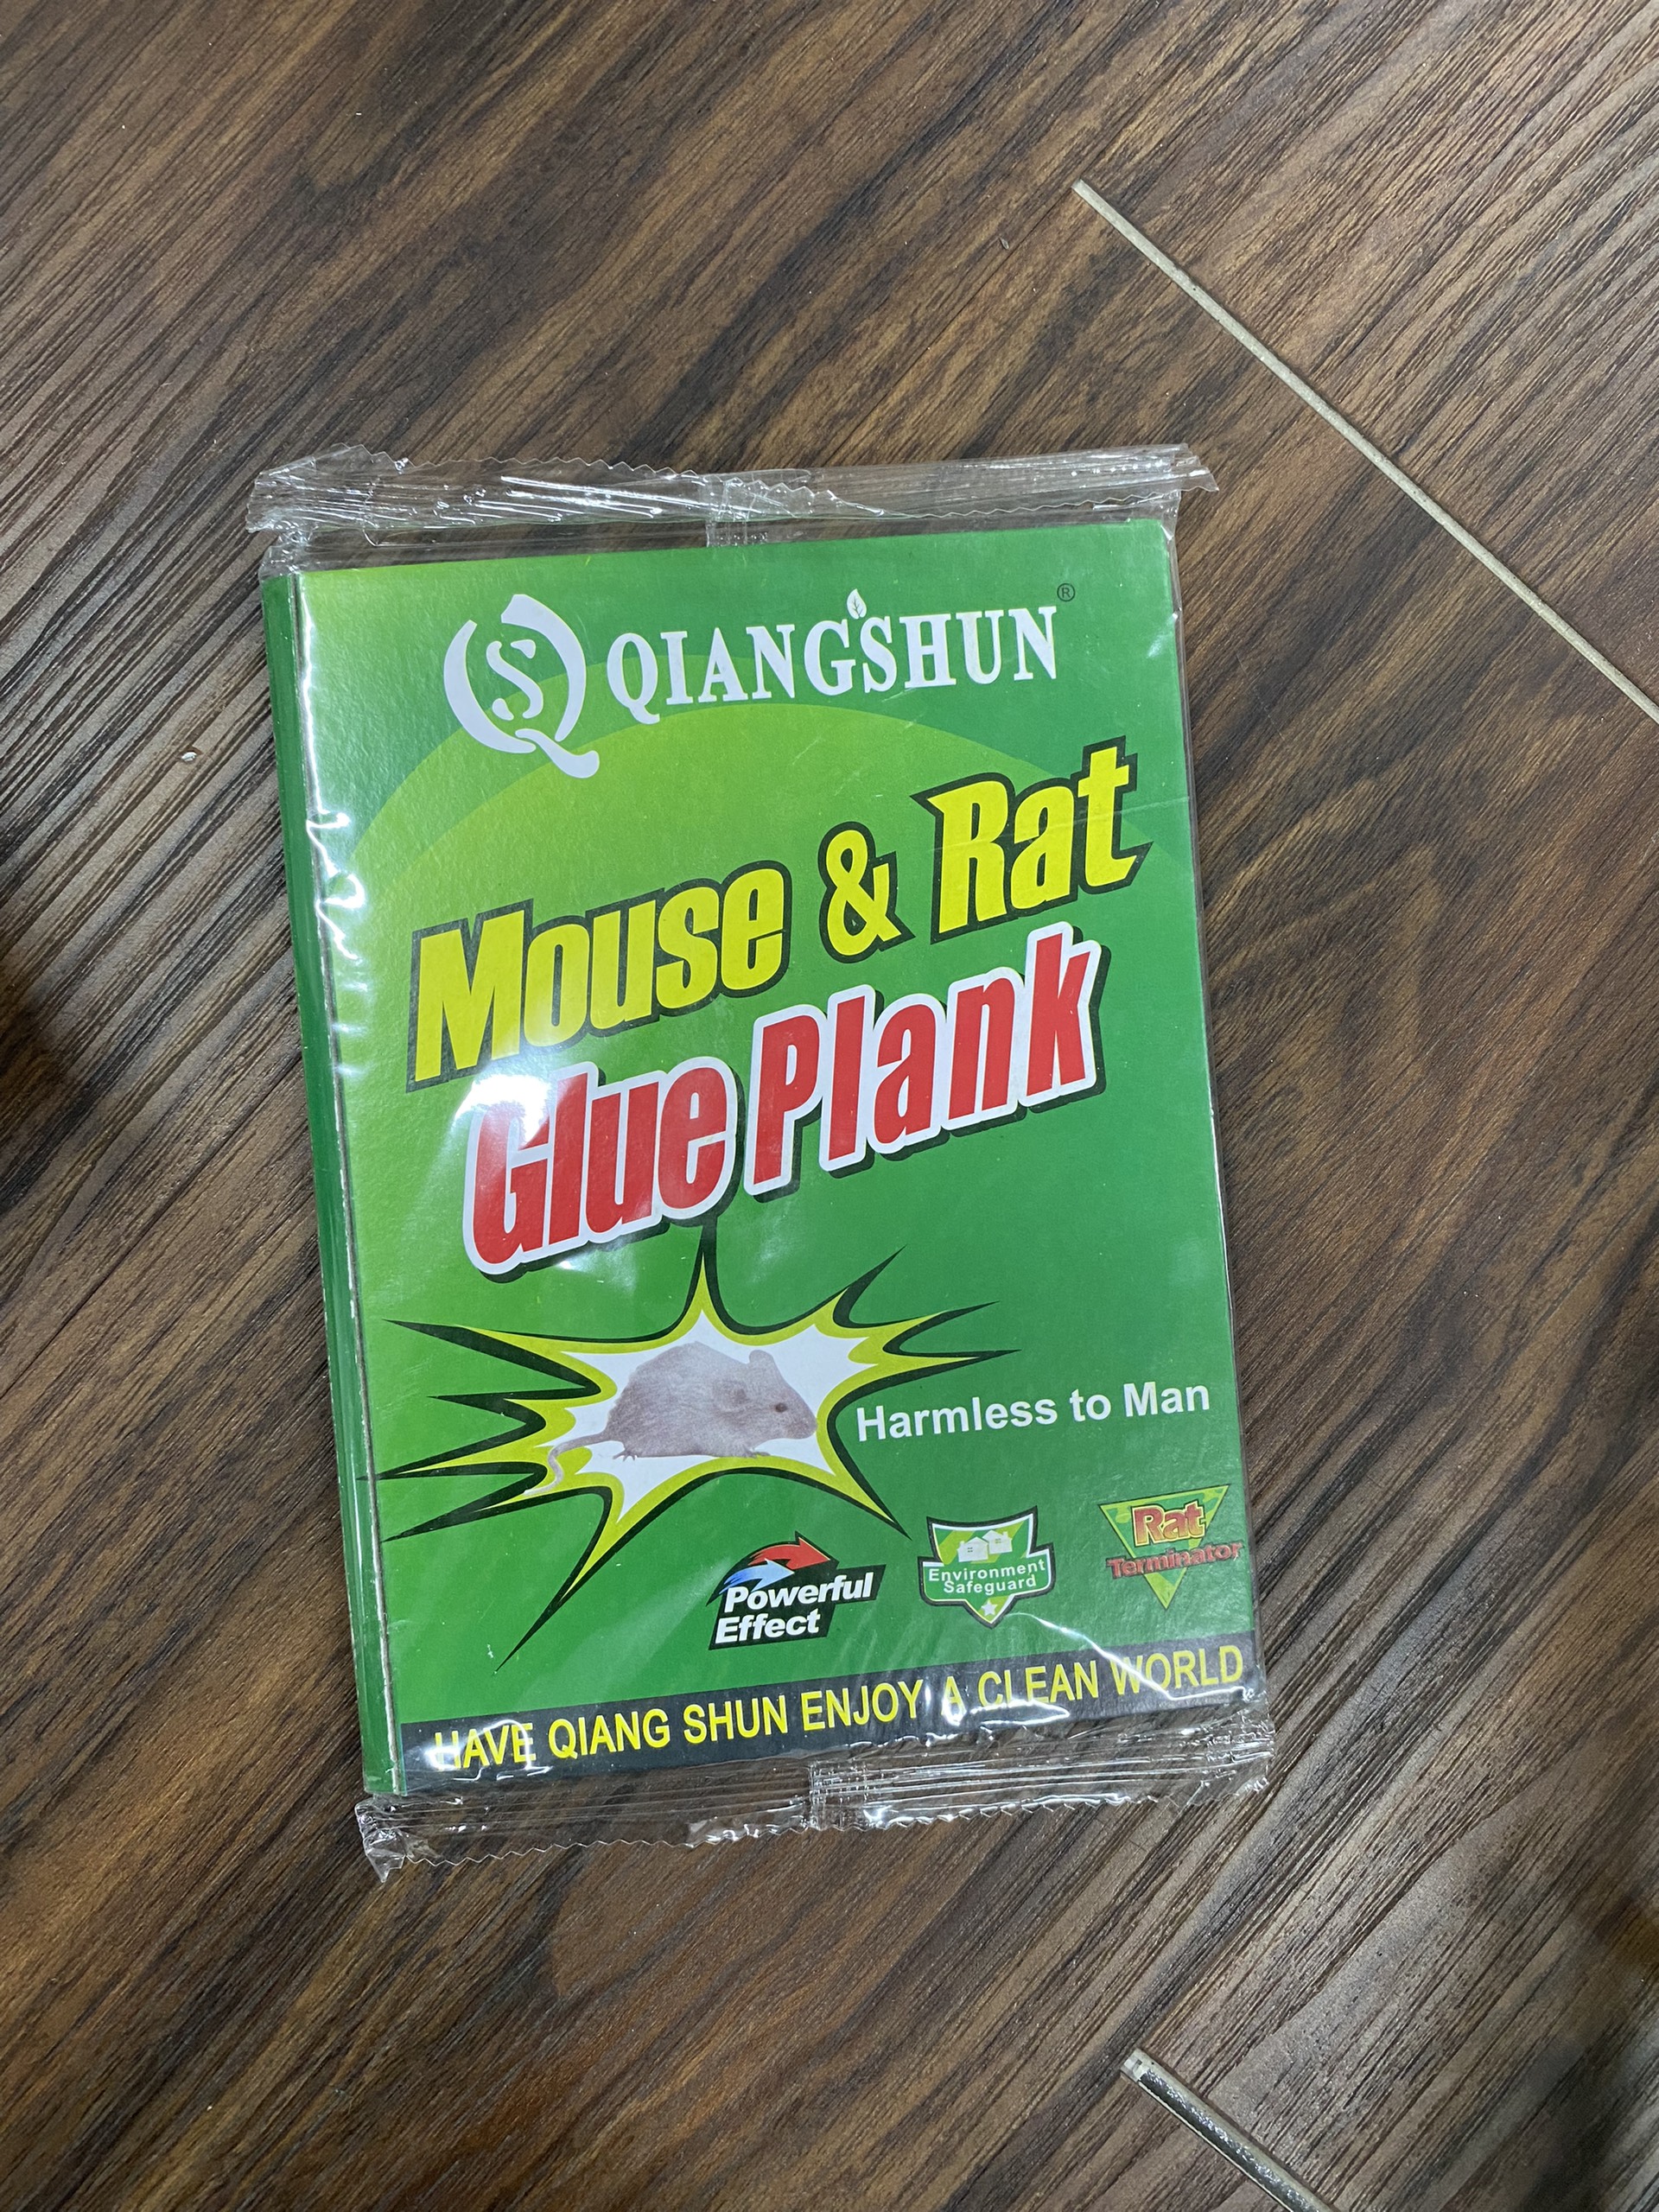 QS QIANGSHUN ®
Mouse & Rat
Glue Plank
Harmless to Man
Powerful
Effect
Environment
Safeguard
Rat
Terminator
HAVE QIANG SHUN ENJOY A CLEAN WORLD